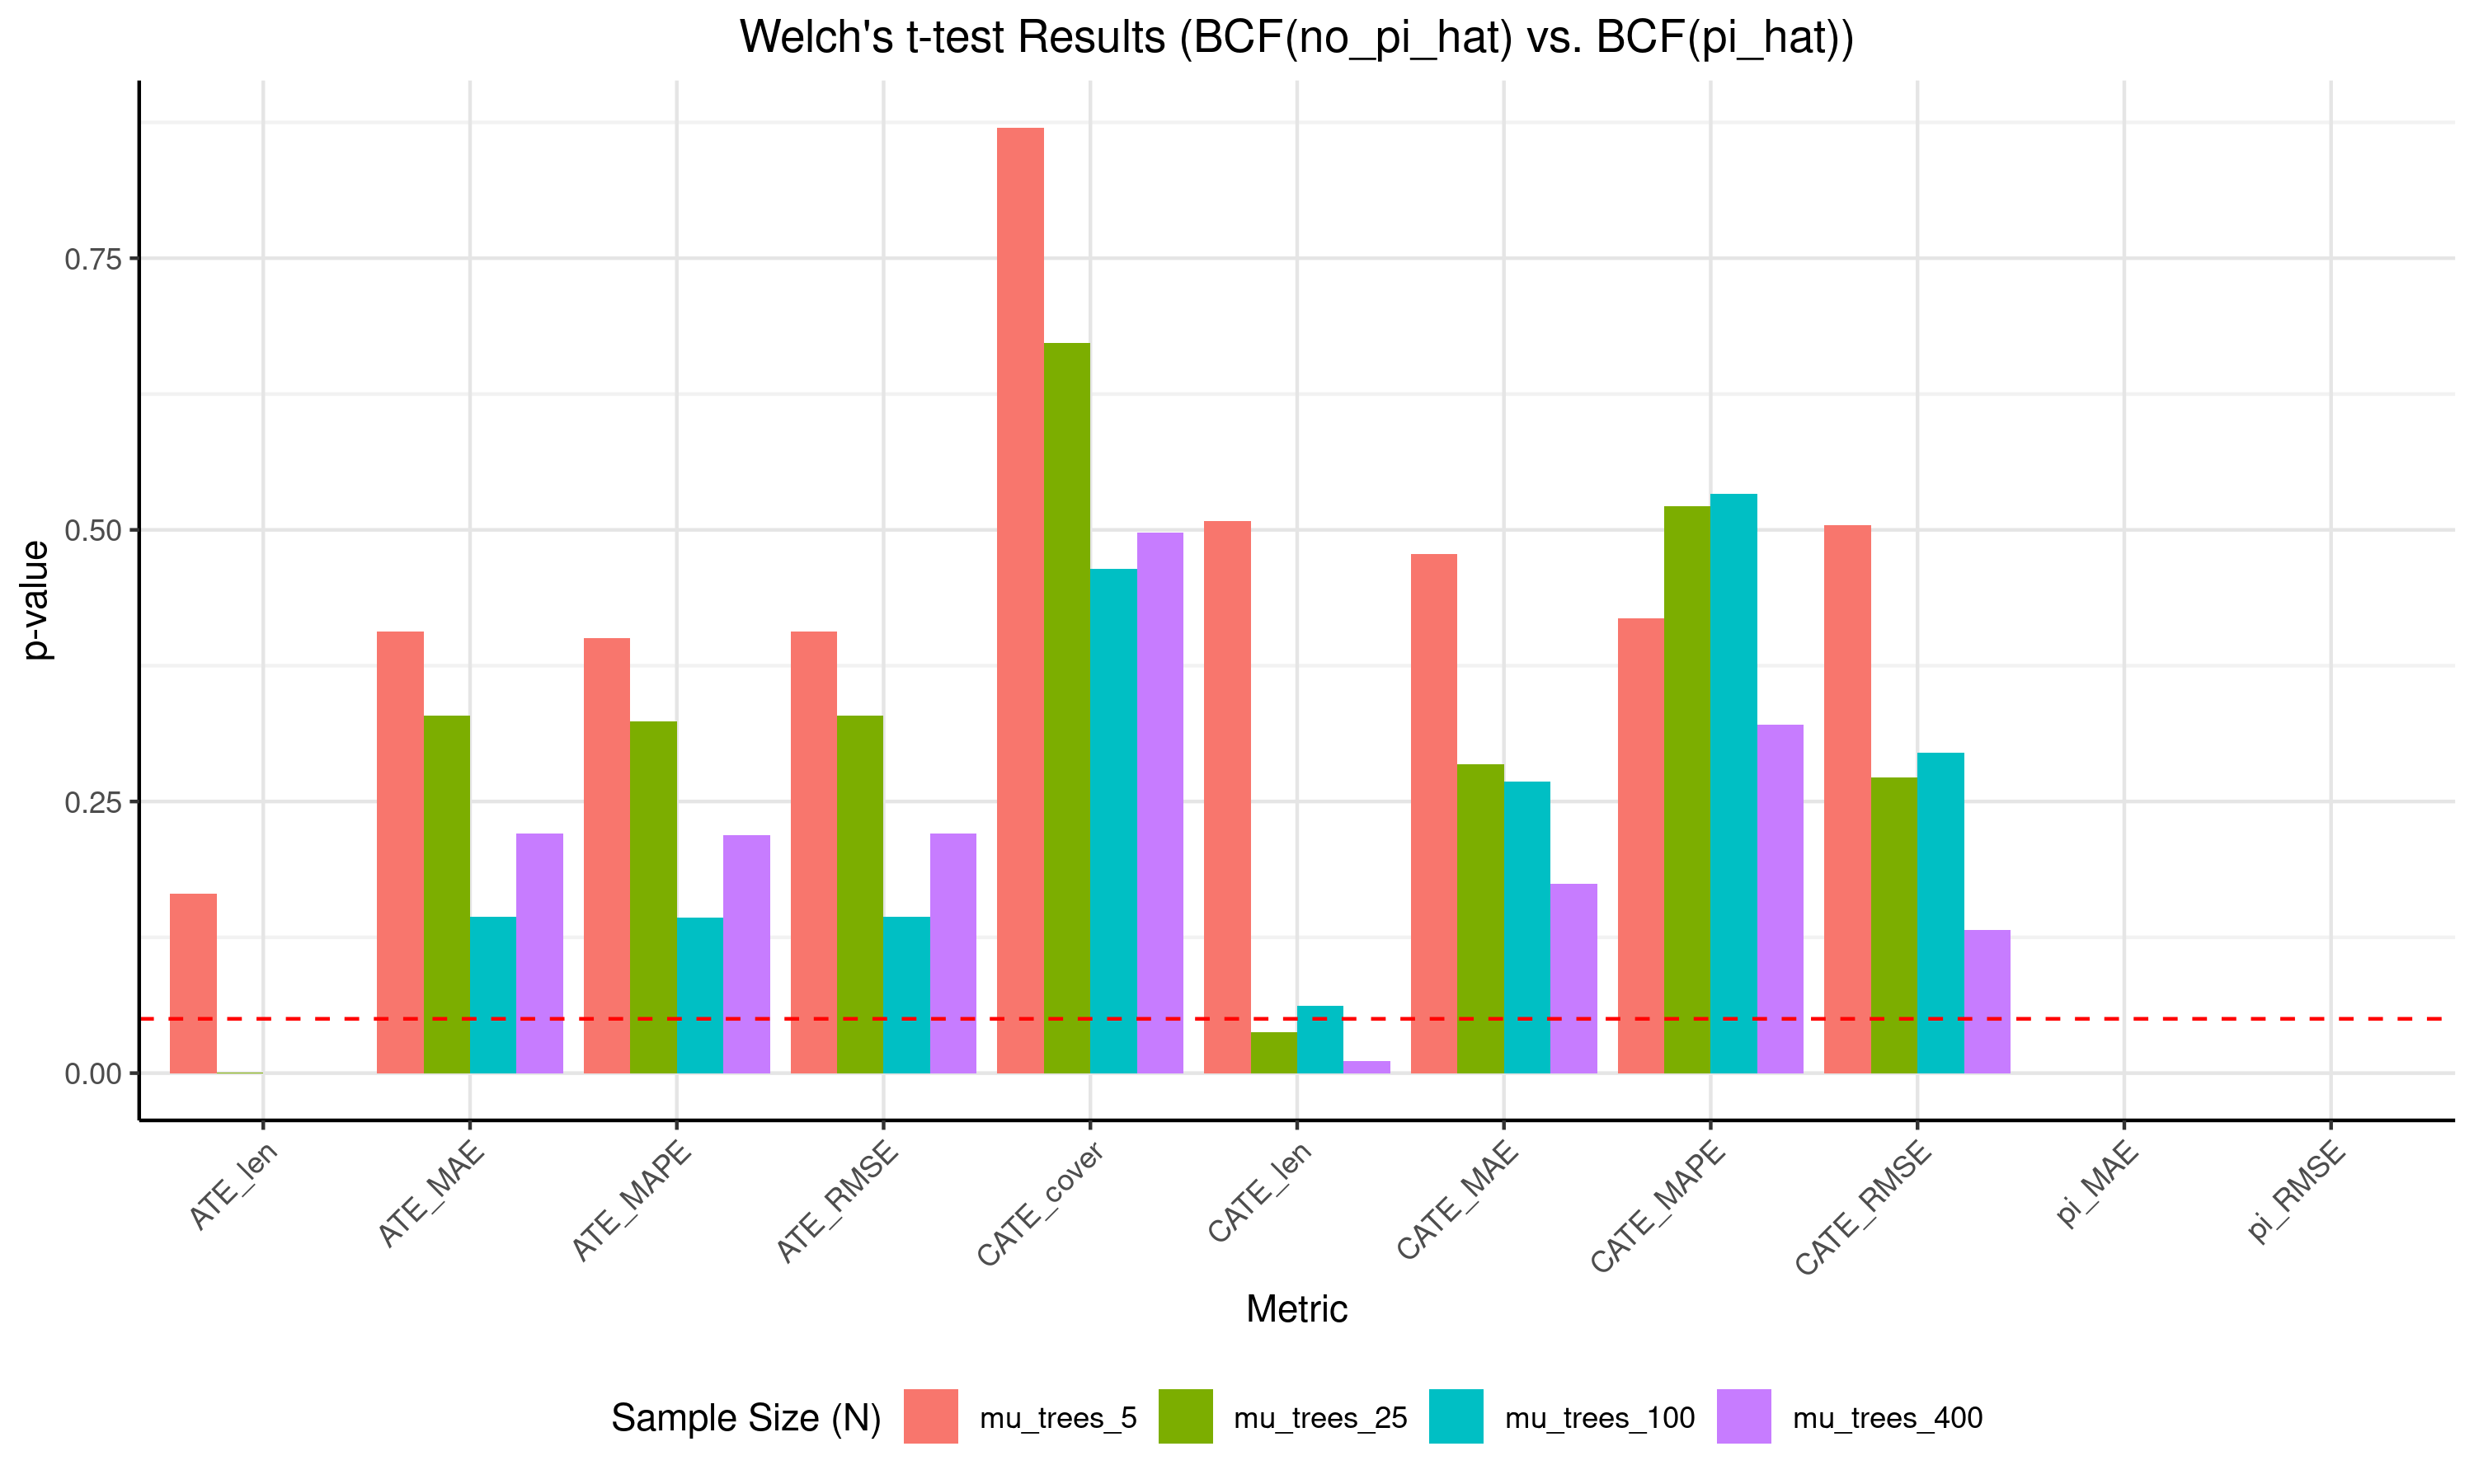 Welch's t-test Results (BCF(no_pi_hat) vs. BCF(pi_hat))
p-value
0.75
0.50
0.25
0.00
ATE_len
ATE_MAE
ATE_MAPE
ATE_RMSE
CATE_cover
CATE_len
CATE_MAE
CATE_MAPE
CATE_RMSE
pi_MAE
pi_RMSE
Metric
Sample Size (N) mu_trees_5 mu_trees_25 mu_trees_100 mu_trees_400